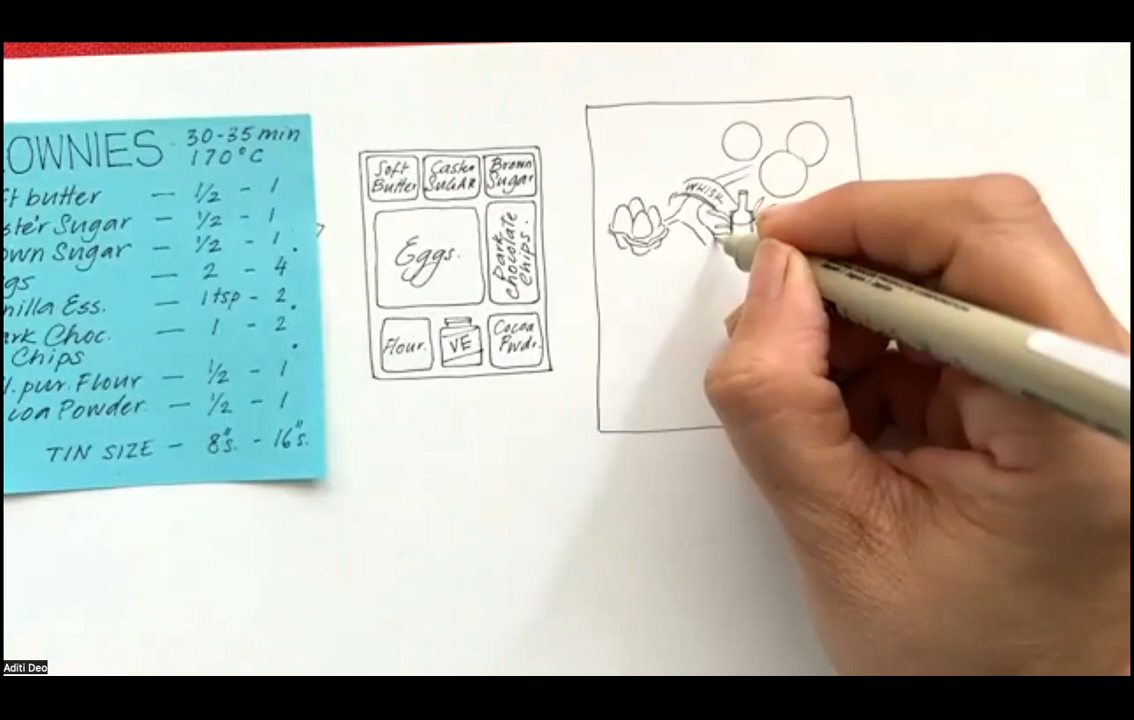 OWNIES 30-35 min
170°C
ft butter — 1/2 - 1
ster Sugar — 1/2 - 1
own Sugar — 1/2 - 1.
gs — 2 - 4
nilla Ess. — 1 tsp - 2.
ark Choc. — 1 - 2
Chips
l. pur. Flour — 1/2 - 1
coa Powder. — 1/2 - 1
TIN SIZE — 8"s. - 16"s.
Soft
Butter
Caster
SUGAR
Brown
Sugar
Eggs.
Dark
chocolate
chips.
Flour.
VE
Cocoa
Pwdr.
WHISK
Aditi Deo